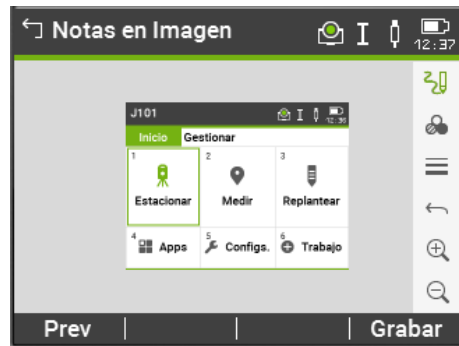 Notas en Imagen
12:37
J101
12:36
Inicio Gestionar
1 2 3
Estacionar Medir Replantear
4 Apps 5 Configs. 6 Trabajo
Prev Grabar